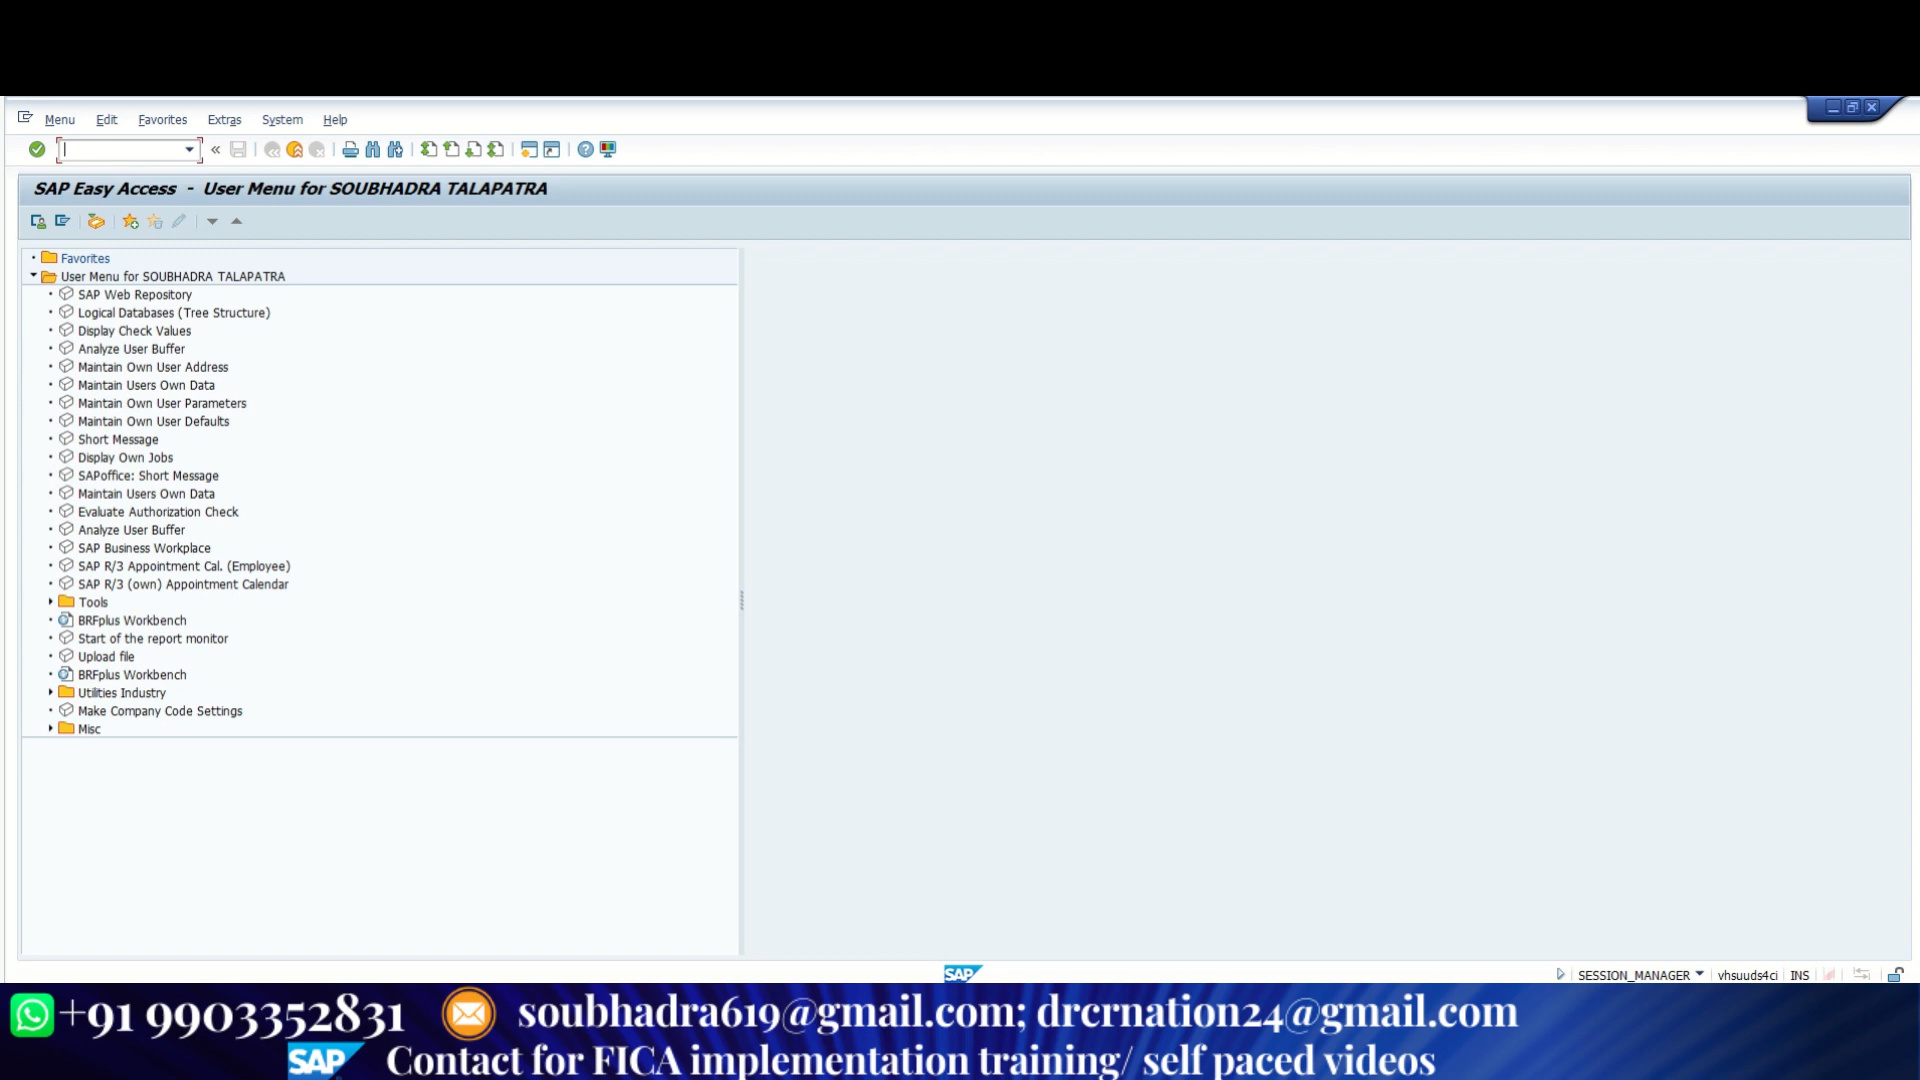 Menu Edit Favorites Extras System Help
SAP Easy Access - User Menu for SOUBHADRA TALAPATRA
Favorites
User Menu for SOUBHADRA TALAPATRA
SAP Web Repository
Logical Databases (Tree Structure)
Display Check Values
Analyze User Buffer
Maintain Own User Address
Maintain Users Own Data
Maintain Own User Parameters
Maintain Own User Defaults
Short Message
Display Own Jobs
SAPoffice: Short Message
Maintain Users Own Data
Evaluate Authorization Check
Analyze User Buffer
SAP Business Workplace
SAP R/3 Appointment Cal. (Employee)
SAP R/3 (own) Appointment Calendar
Tools
BRFplus Workbench
Start of the report monitor
Upload file
BRFplus Workbench
Utilities Industry
Make Company Code Settings
Misc
SAP
SESSION_MANAGER vhsuuds4ci INS
+91 9903352831 soubhadra619@gmail.com; drcrnation24@gmail.com
SAP Contact for FICA implementation training/ self paced videos